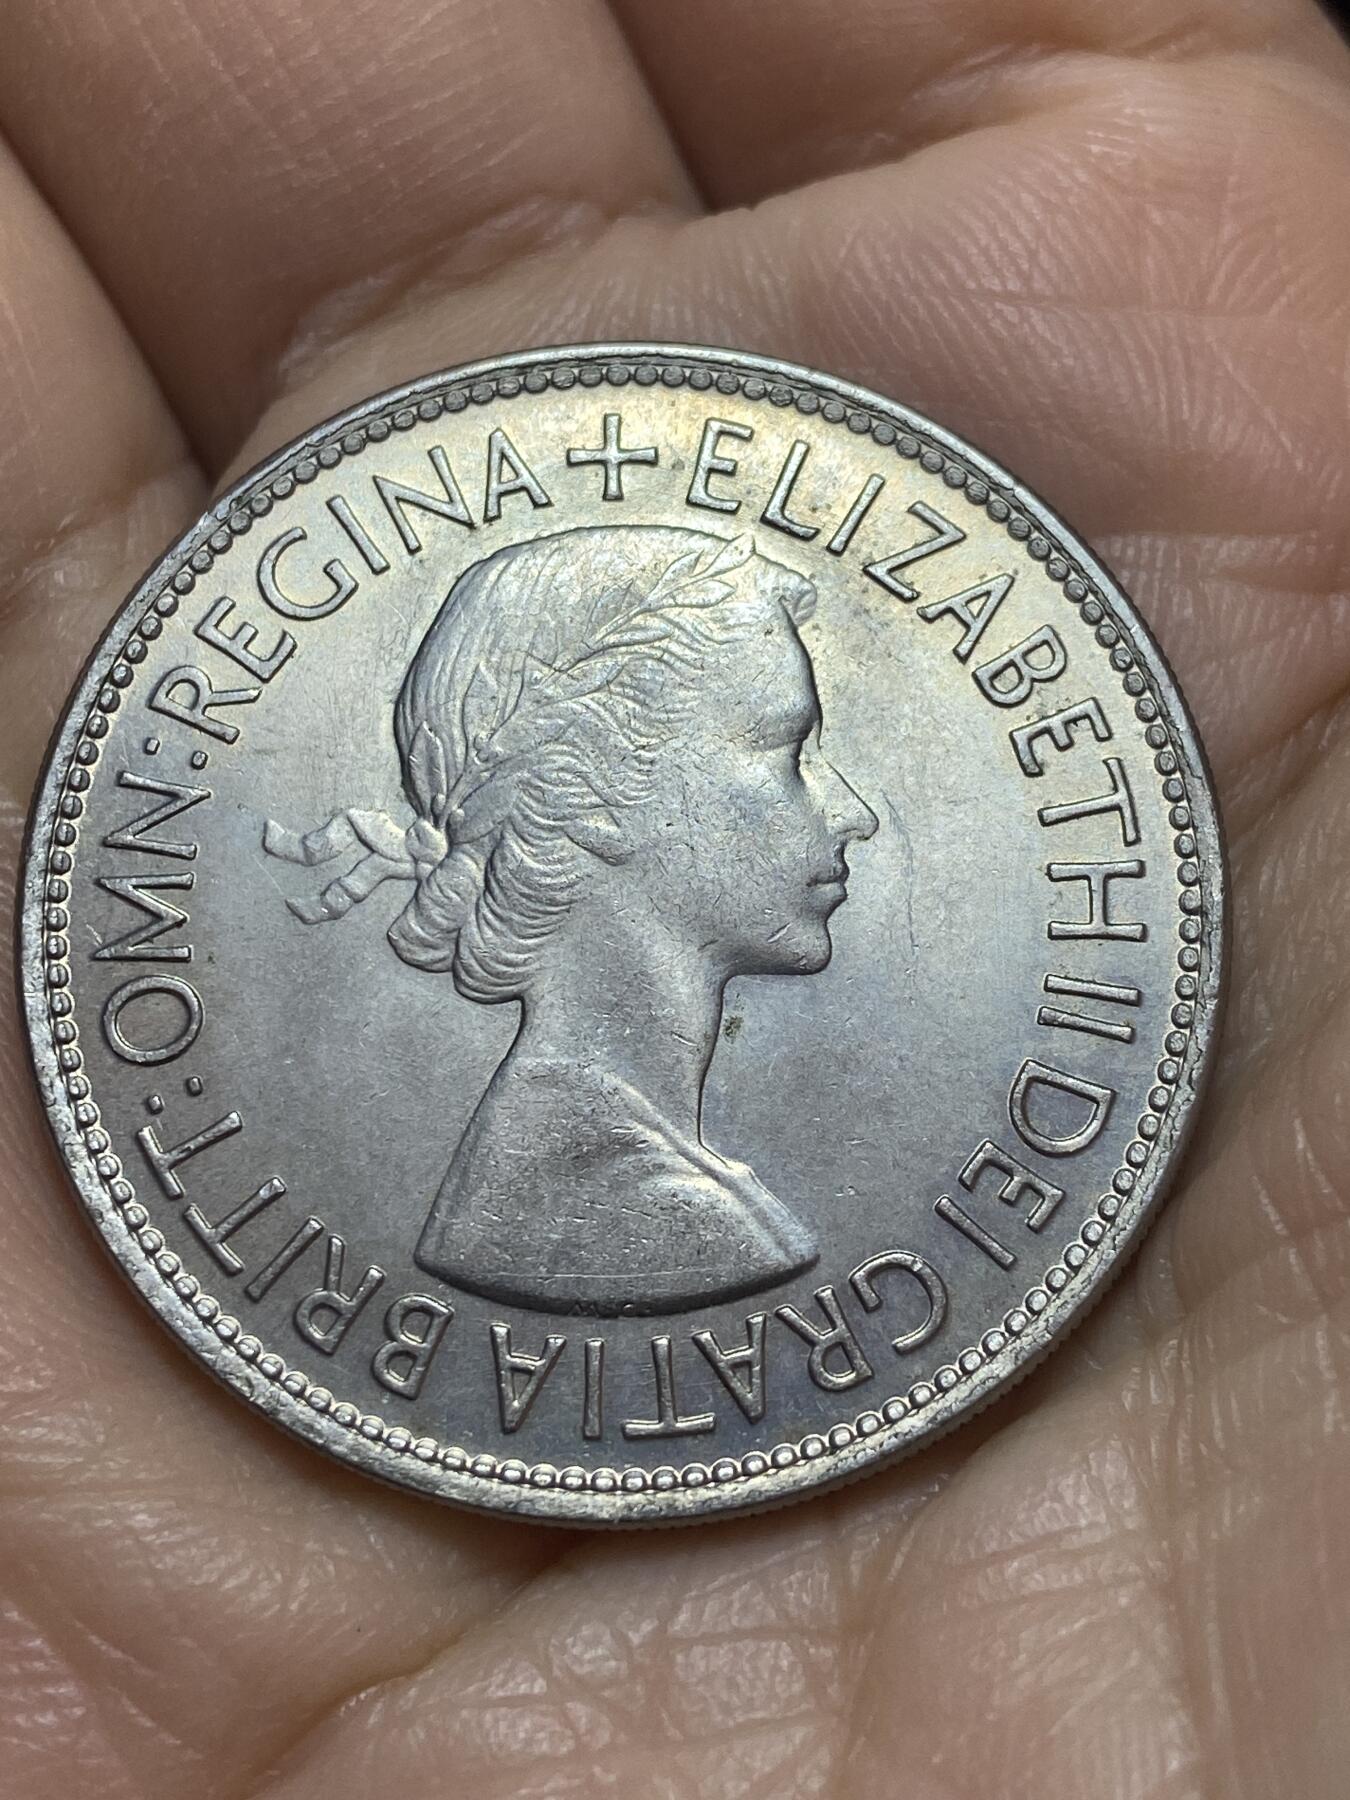 + ELIZABETH II DEI GRATIA BRITT:OMN:REGINA